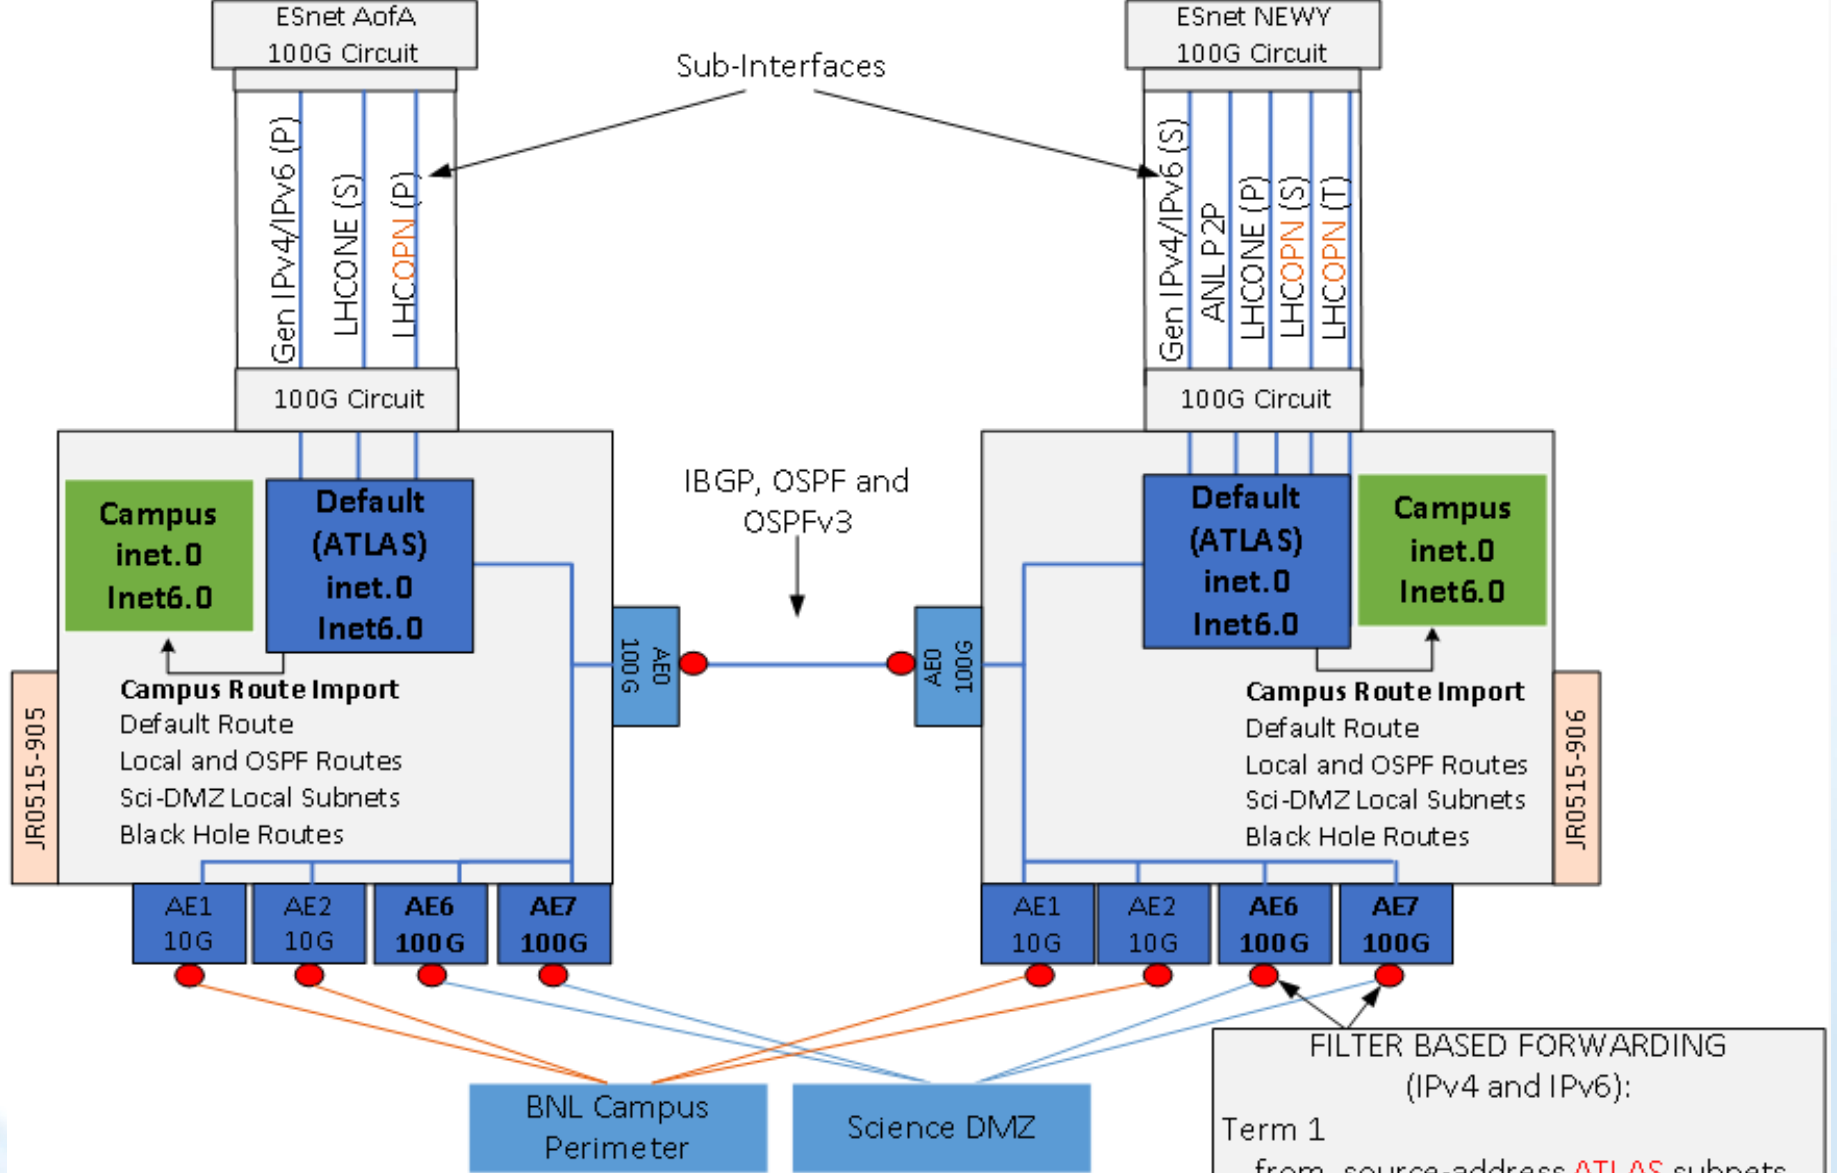 ESnet AofA
100G Circuit
Gen IPv4/IPv6 (P)
LHCONE (S)
LHCOPN (P)
100G Circuit
Sub-Interfaces
ESnet NEWY
100G Circuit
Gen IPv4/IPv6 (S)
ANL P2P
LHCONE (P)
LHCOPN (S)
LHCOPN (T)
100G Circuit
Campus
inet.0
Inet6.0
Default
(ATLAS)
inet.0
Inet6.0
Campus Route Import
Default Route
Local and OSPF Routes
Sci-DMZ Local Subnets
Black Hole Routes
JR0515-905
AE0
100G
IBGP, OSPF and
OSPFv3
AE0
100G
Default
(ATLAS)
inet.0
Inet6.0
Campus
inet.0
Inet6.0
Campus Route Import
Default Route
Local and OSPF Routes
Sci-DMZ Local Subnets
Black Hole Routes
JR0515-906
AE1
10G
AE2
10G
AE6
100G
AE7
100G
AE1
10G
AE2
10G
AE6
100G
AE7
100G
BNL Campus
Perimeter
Science DMZ
FILTER BASED FORWARDING
(IPv4 and IPv6):
Term 1
from source-address ATLAS subnets